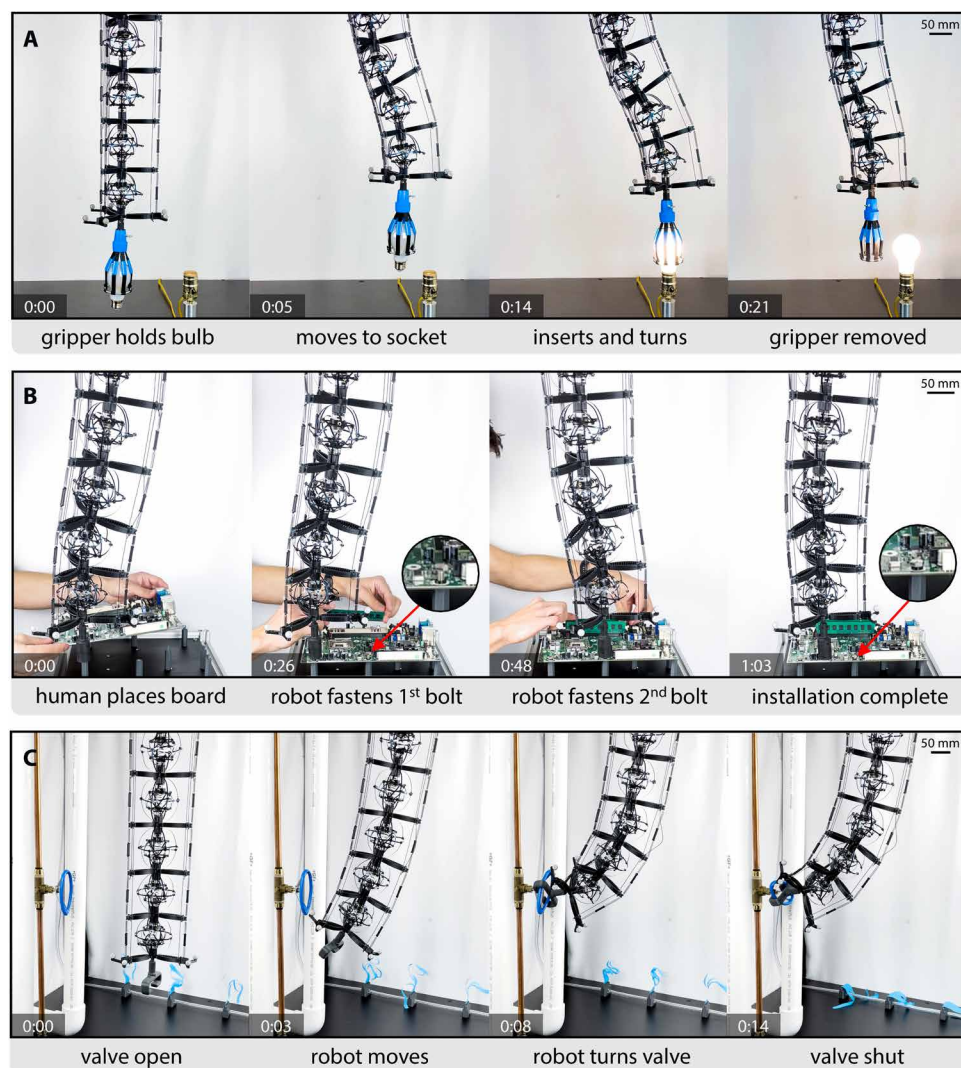 A
50 mm
0:00
0:05
0:14
0:21
gripper holds bulb
moves to socket
inserts and turns
gripper removed
B
50 mm
0:00
0:26
0:48
1:03
human places board
robot fastens 1st bolt
robot fastens 2nd bolt
installation complete
C
50 mm
0:00
0:03
0:08
0:14
valve open
robot moves
robot turns valve
valve shut